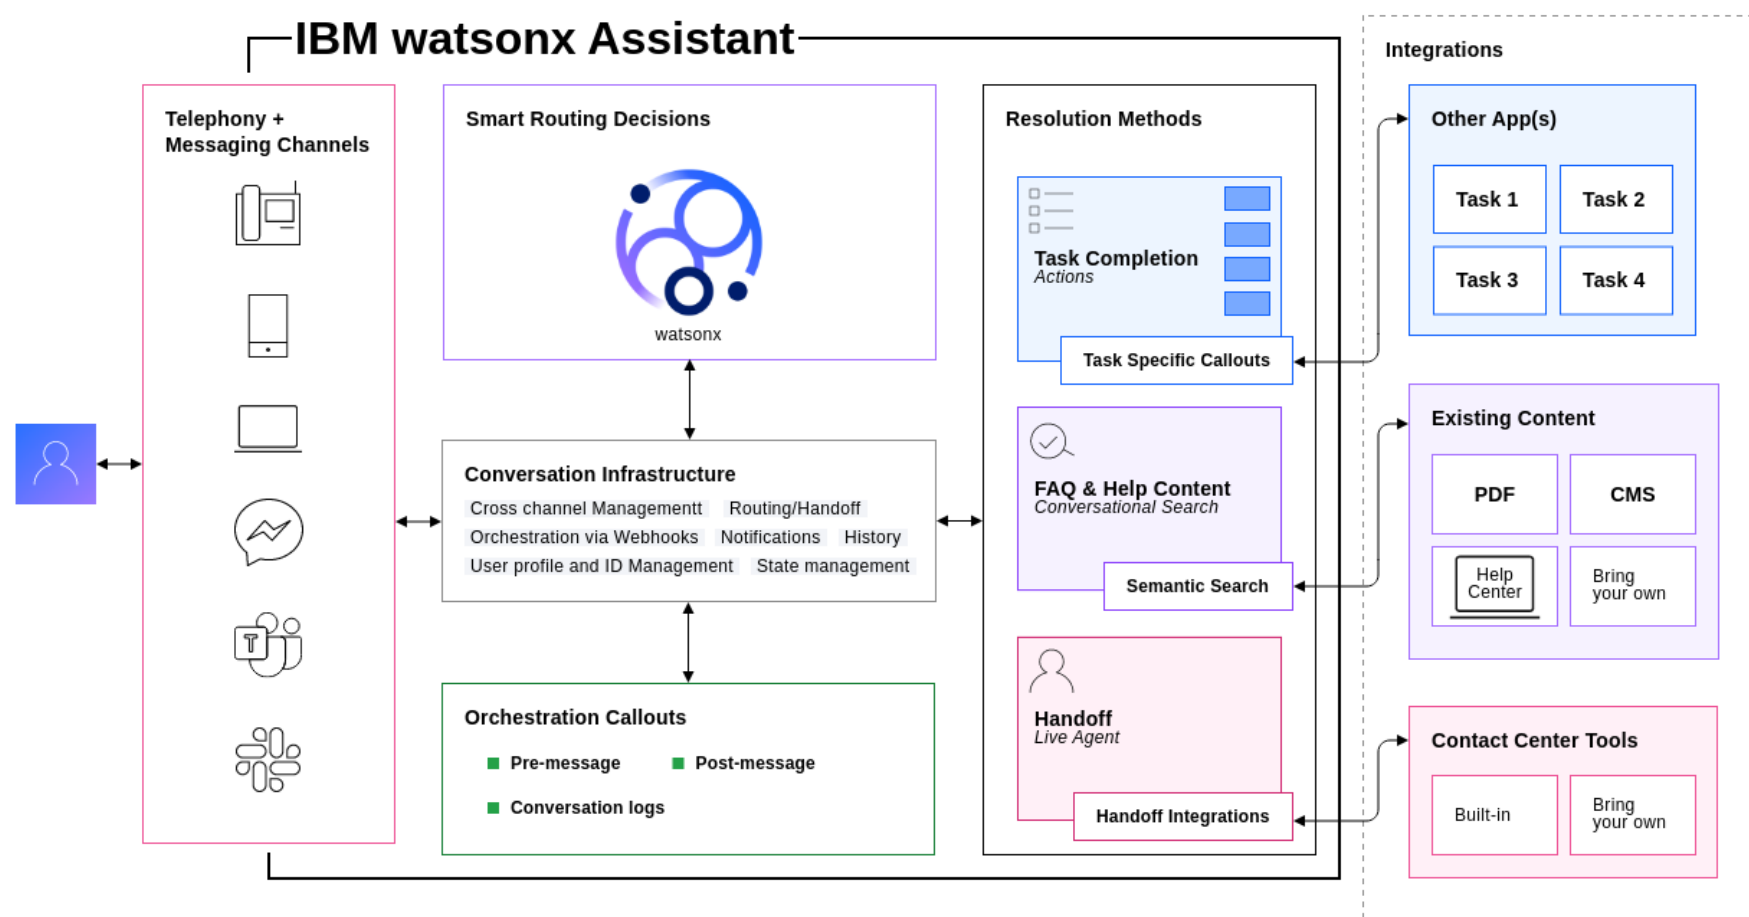 IBM watsonx Assistant
Integrations
Telephony +
Messaging Channels
Smart Routing Decisions
watsonx
Conversation Infrastructure
Cross channel Managementt
Routing/Handoff
Orchestration via Webhooks
Notifications
History
User profile and ID Management
State management
Orchestration Callouts
Pre-message
Post-message
Conversation logs
Resolution Methods
Task Completion
Actions
Task Specific Callouts
FAQ & Help Content
Conversational Search
Semantic Search
Handoff
Live Agent
Handoff Integrations
Other App(s)
Task 1
Task 2
Task 3
Task 4
Existing Content
PDF
CMS
Help
Center
Bring
your own
Contact Center Tools
Built-in
Bring
your own
T